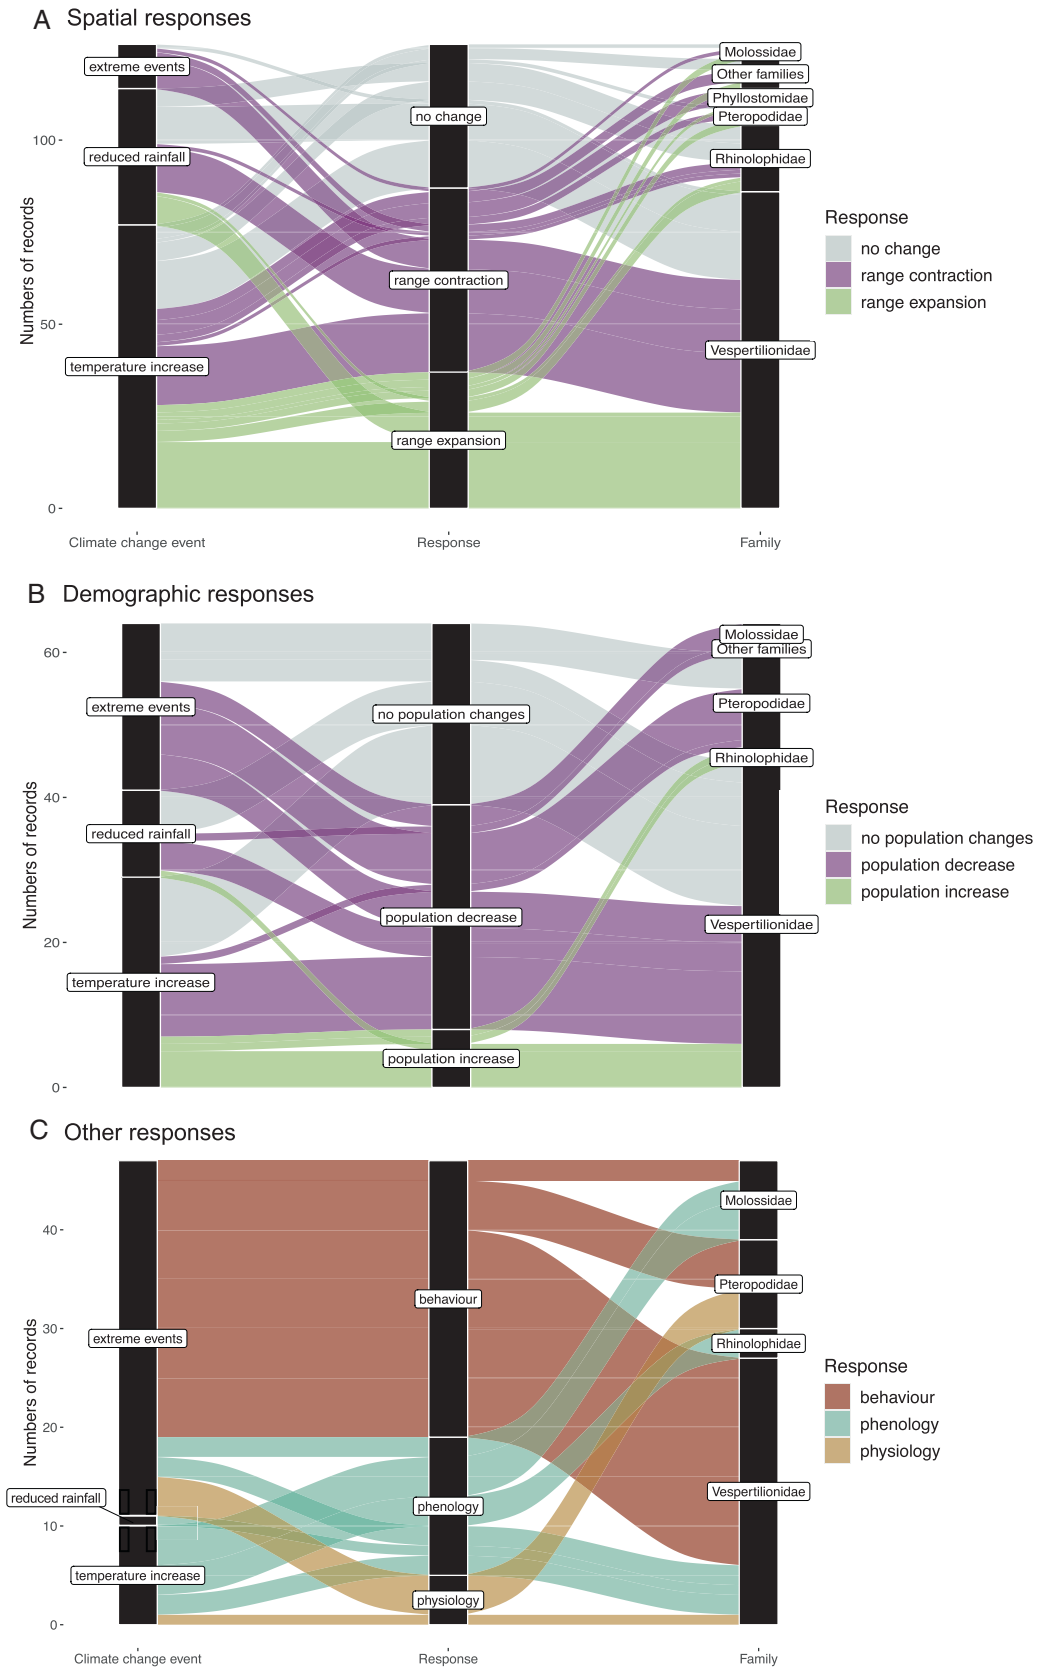 A Spatial responses
extreme events
reduced rainfall
temperature increase
no change
range contraction
range expansion
Molossidae
Other families
Phyllostomidae
Pteropodidae
Rhinolophidae
Vespertilionidae
Numbers of records
100
50
0
Climate change event
Response
Family
Response
no change
range contraction
range expansion
B Demographic responses
extreme events
reduced rainfall
temperature increase
no population changes
population decrease
population increase
Molossidae
Other families
Pteropodidae
Rhinolophidae
Vespertilionidae
Numbers of records
60
40
20
0
Response
no population changes
population decrease
population increase
C Other responses
extreme events
reduced rainfall
temperature increase
behaviour
phenology
physiology
Molossidae
Pteropodidae
Rhinolophidae
Vespertilionidae
Numbers of records
40
30
20
10
0
Climate change event
Response
Family
Response
behaviour
phenology
physiology